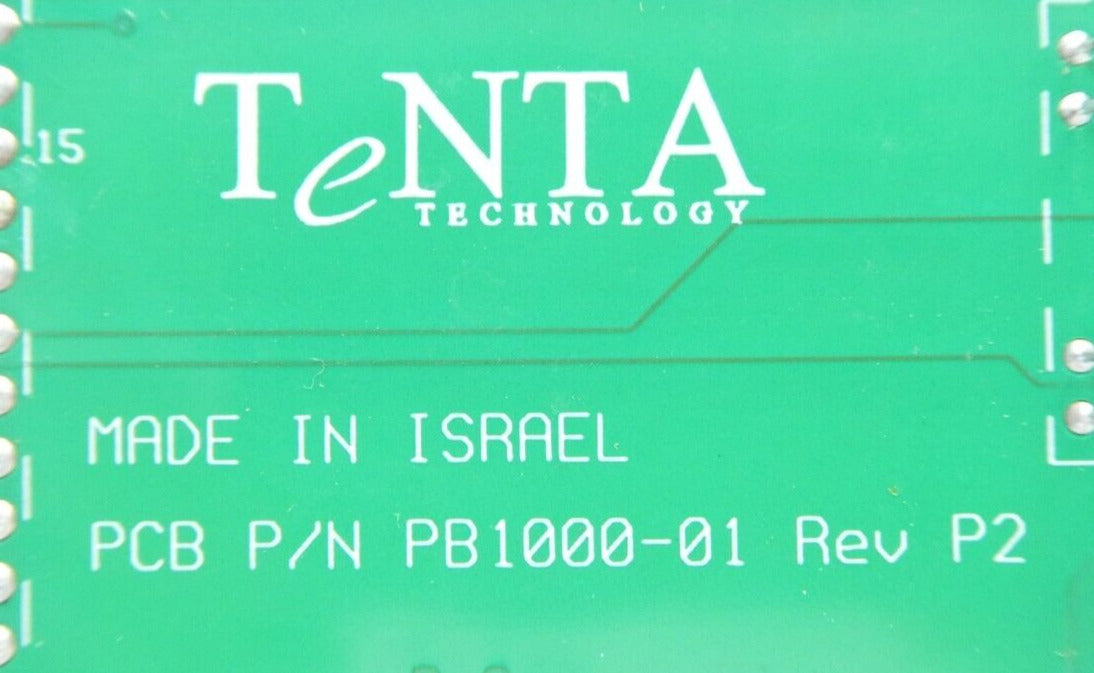 TeNTA
TECHNOLOGY
15
MADE IN ISRAEL
PCB P/N PB1000-01 Rev P2